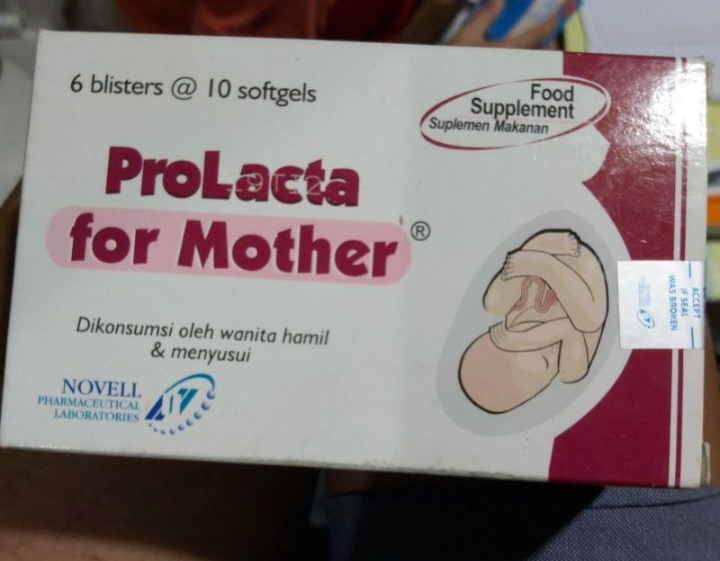 6 blisters @ 10 softgels
Food
Supplement
Suplemen Makanan
ProLacta
for Mother®
Dikonsumsi oleh wanita hamil
& menyusui
NOVELL
PHARMACEUTICAL
LABORATORIES
ACCEPT
IF SEAL
WAS BROKEN